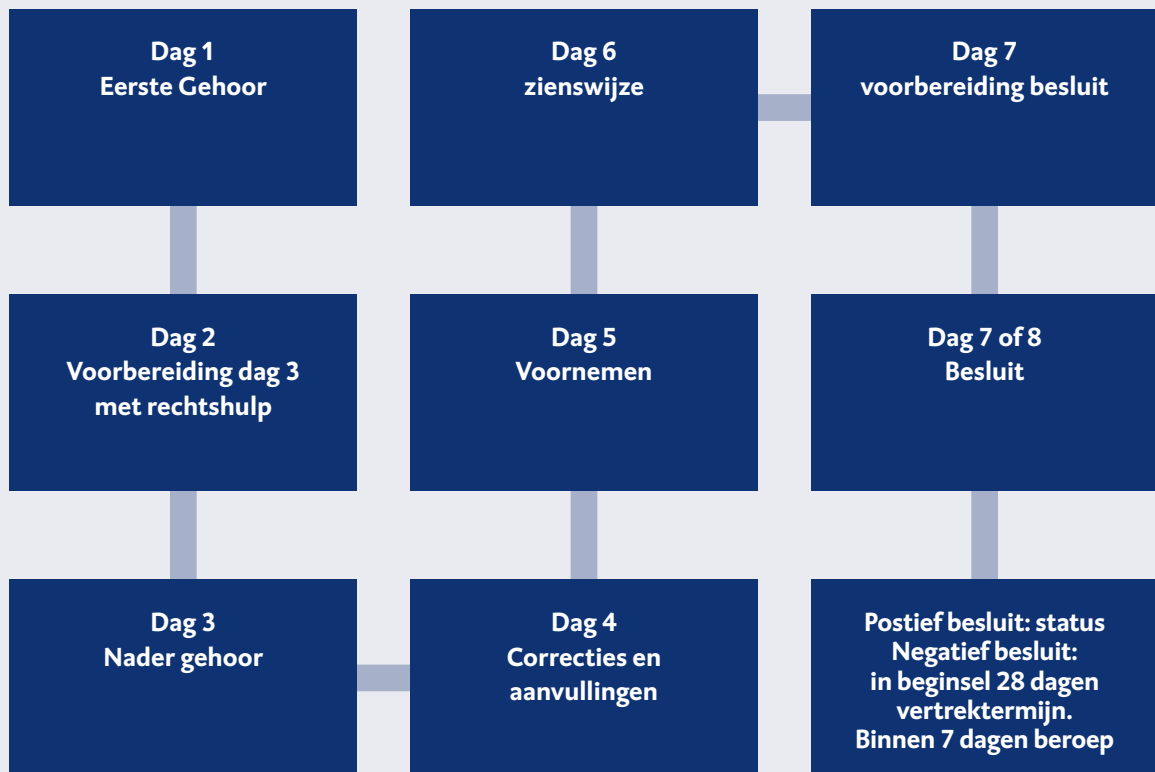 Dag 1
Eerste Gehoor
Dag 2
Voorbereiding dag 3
met rechtshulp
Dag 3
Nader gehoor
Dag 4
Correcties en
aanvullingen
Dag 5
Voornemen
Dag 6
zienswijze
Dag 7
voorbereiding besluit
Dag 7 of 8
Besluit
Postief besluit: status
Negatief besluit:
in beginsel 28 dagen
vertrektermijn.
Binnen 7 dagen beroep